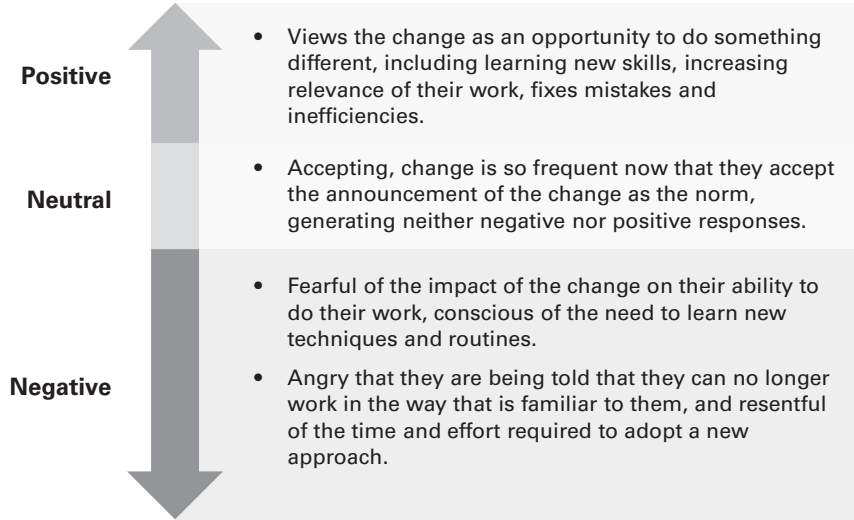 Positive
• Views the change as an opportunity to do something
different, including learning new skills, increasing
relevance of their work, fixes mistakes and
inefficiencies.
Neutral
• Accepting, change is so frequent now that they accept
the announcement of the change as the norm,
generating neither negative nor positive responses.
Negative
• Fearful of the impact of the change on their ability to
do their work, conscious of the need to learn new
techniques and routines.
• Angry that they are being told that they can no longer
work in the way that is familiar to them, and resentful
of the time and effort required to adopt a new
approach.